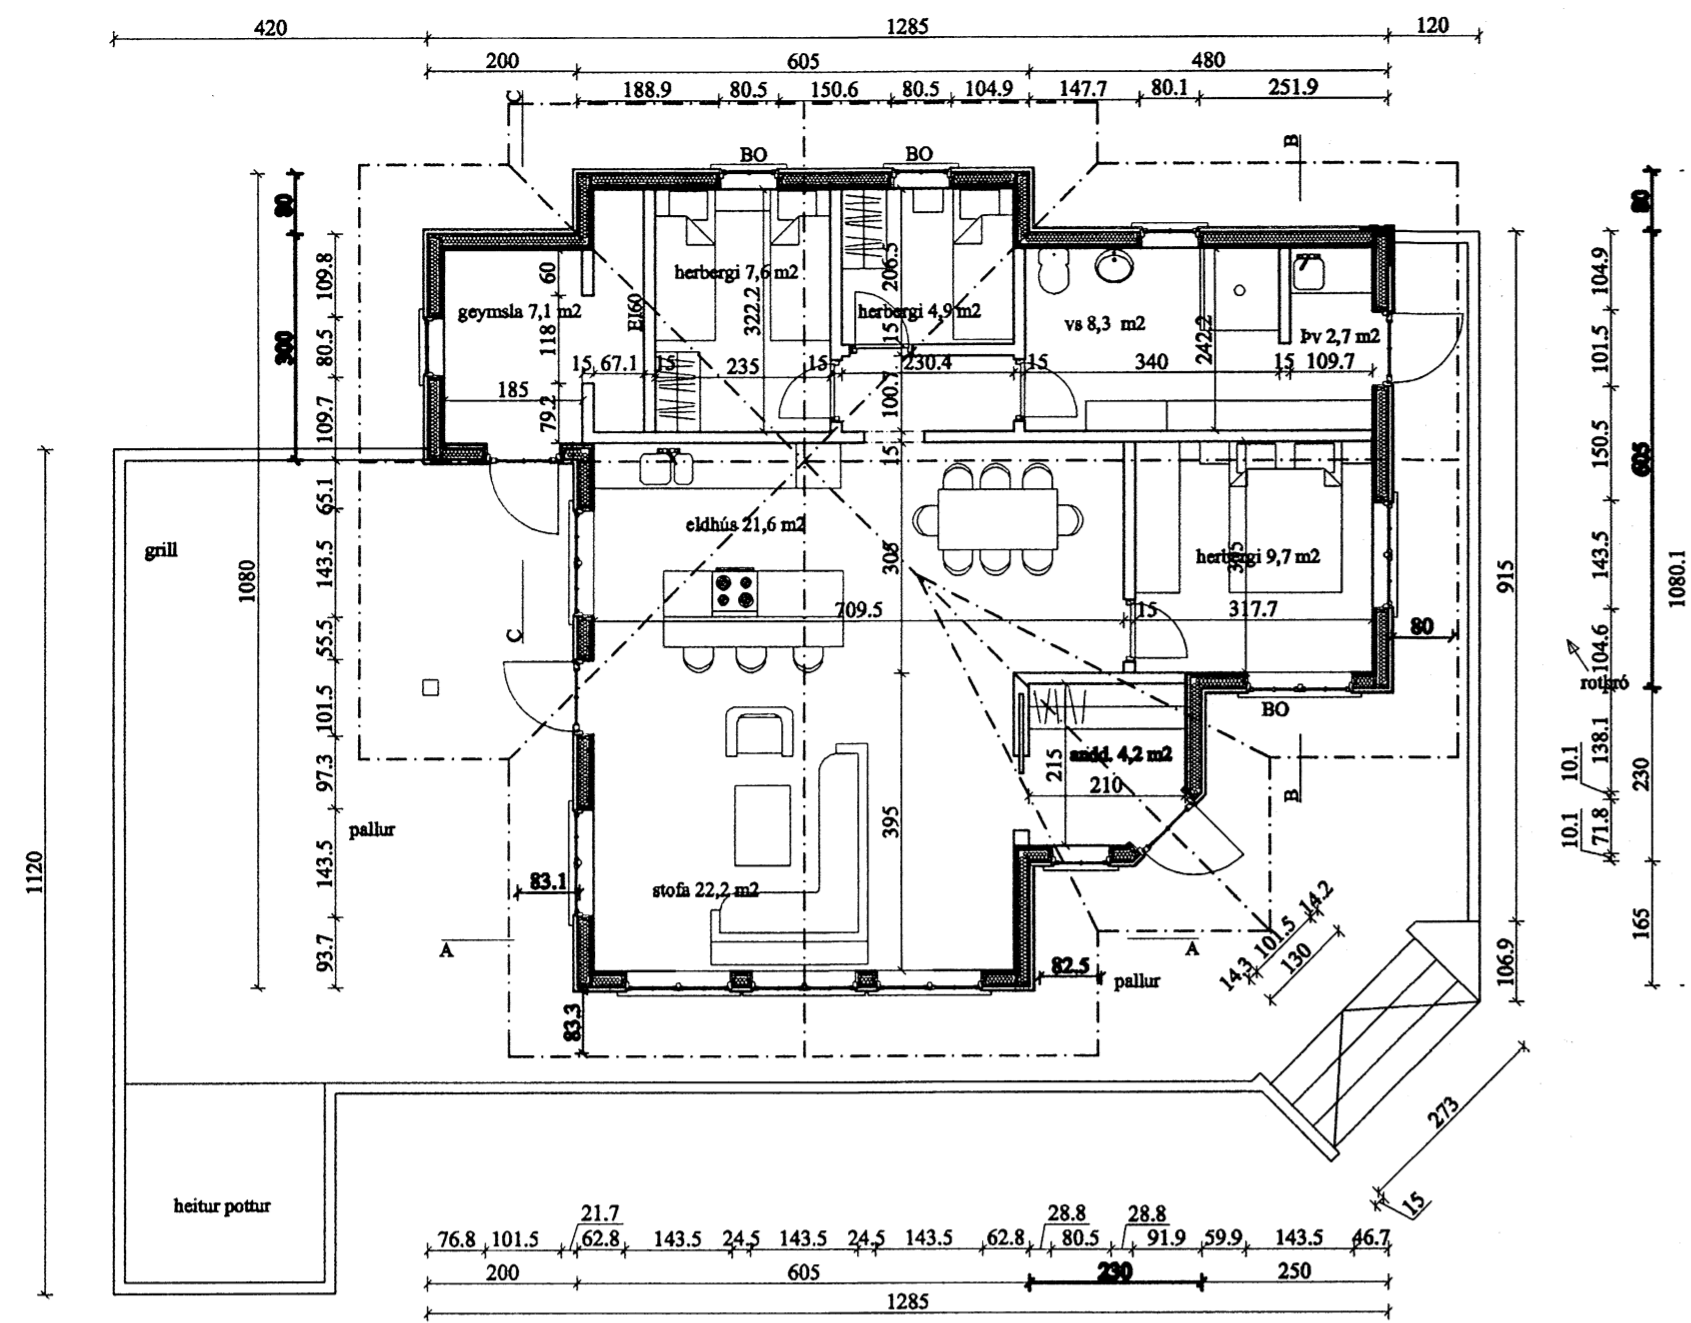 420 1285 120
200 605 480
188.9 80.5 150.6 80.5 104.9 147.7 80.1 251.9
C
BO BO
B
80
80
geymsla 7,1 m2
herbergi 7,6 m2
herbergi 4,9 m2
vs 8,3 m2
Þv 2,7 m2
60
118
79.2
EI60
322.2
206.5
15
100.7
15
242.2
109.8
80.5
109.7
300
185
15 67.1 15 235 15 230.4 15 340 15 109.7
104.9
101.5
150.5
605
grill
1080
65.1
143.5
55.5
101.5
97.3
143.5
93.7
C
eldhús 21,6 m2
305
709.5
15
317.7
herbergi 9,7 m2
143.5
104.6
915
1080.1
80
rotþró
BO
andd. 4,2 m2
215
210
B
138.1
10.1
230
71.8
10.1
1120
pallur
83.1
stofa 22,2 m2
395
A
A
82.5
pallur
83.3
14.2
101.5
14.3
130
165
106.9
273
15
heitur pottur
21.7 28.8 28.8
76.8 101.5 62.8 143.5 24.5 143.5 24.5 143.5 62.8 80.5 91.9 59.9 143.5 46.7
200 605 230 250
1285